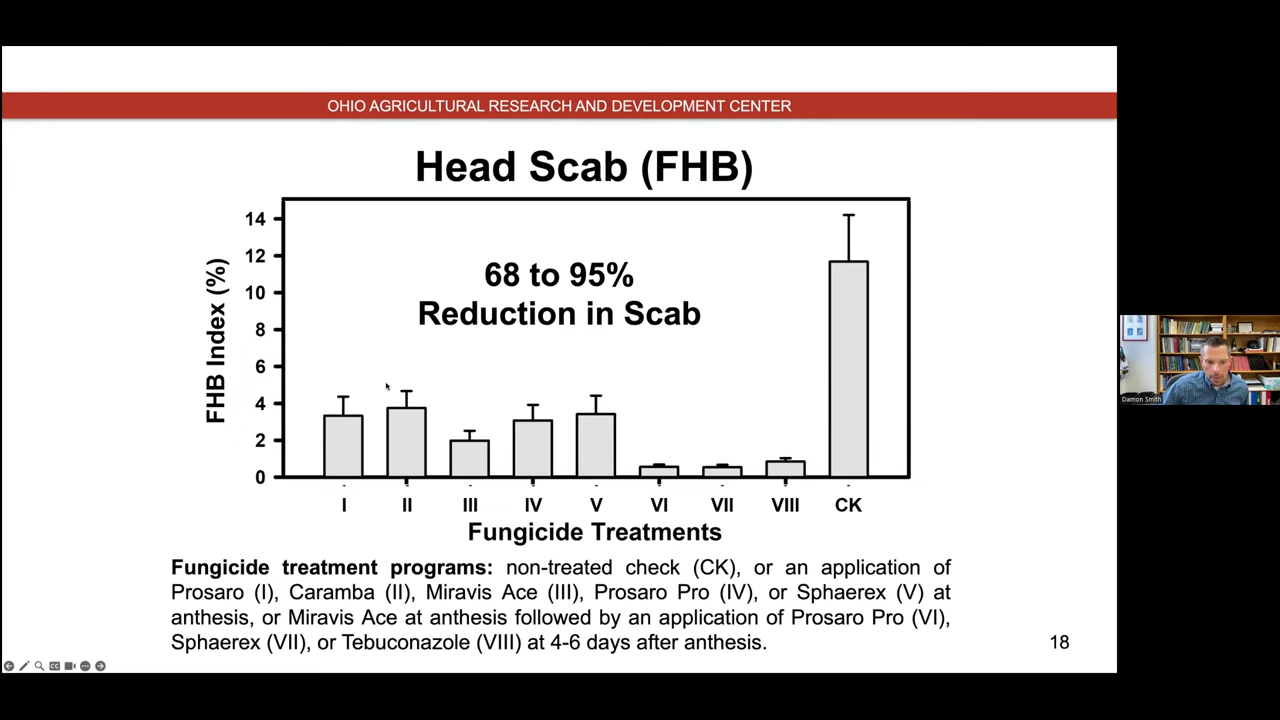 OHIO AGRICULTURAL RESEARCH AND DEVELOPMENT CENTER
Head Scab (FHB)
68 to 95%
Reduction in Scab
FHB Index (%)
14
12
10
8
6
4
2
0
I II III IV V VI VII VIII CK
Fungicide Treatments
Fungicide treatment programs: non-treated check (CK), or an application of
Prosaro (I), Caramba (II), Miravis Ace (III), Prosaro Pro (IV), or Sphaerex (V) at
anthesis, or Miravis Ace at anthesis followed by an application of Prosaro Pro (VI),
Sphaerex (VII), or Tebuconazole (VIII) at 4-6 days after anthesis.
18
Damon Smith